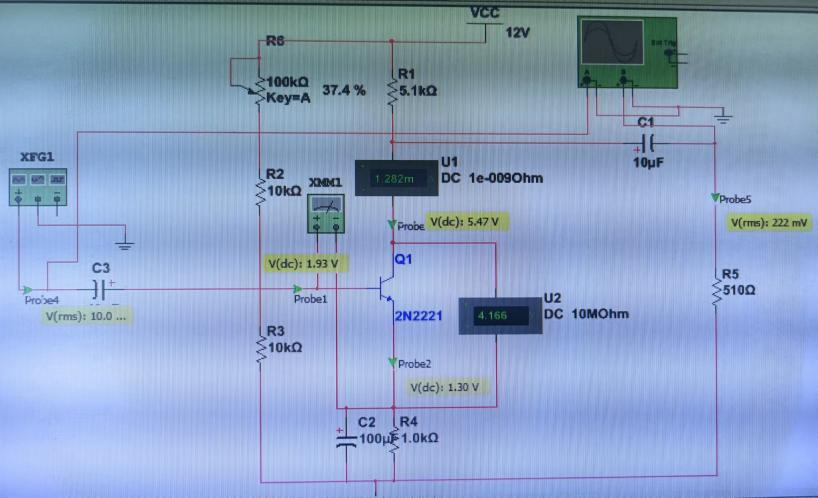 VCC
12V
R6
100kΩ
Key=A
37.4 %
R1
5.1kΩ
A
B
C1
10µF
XFG1
R2
10kΩ
XMM1
U1
DC 1e-009Ohm
1.282m
Probe5
V(rms): 222 mV
Probe
V(dc): 5.47 V
C3
Q1
V(dc): 1.93 V
Probe4
Probe1
V(rms): 10.0 ...
2N2221
U2
DC 10MOhm
4.166
R5
510Ω
R3
10kΩ
Probe2
V(dc): 1.30 V
C2
100µF
R4
1.0kΩ